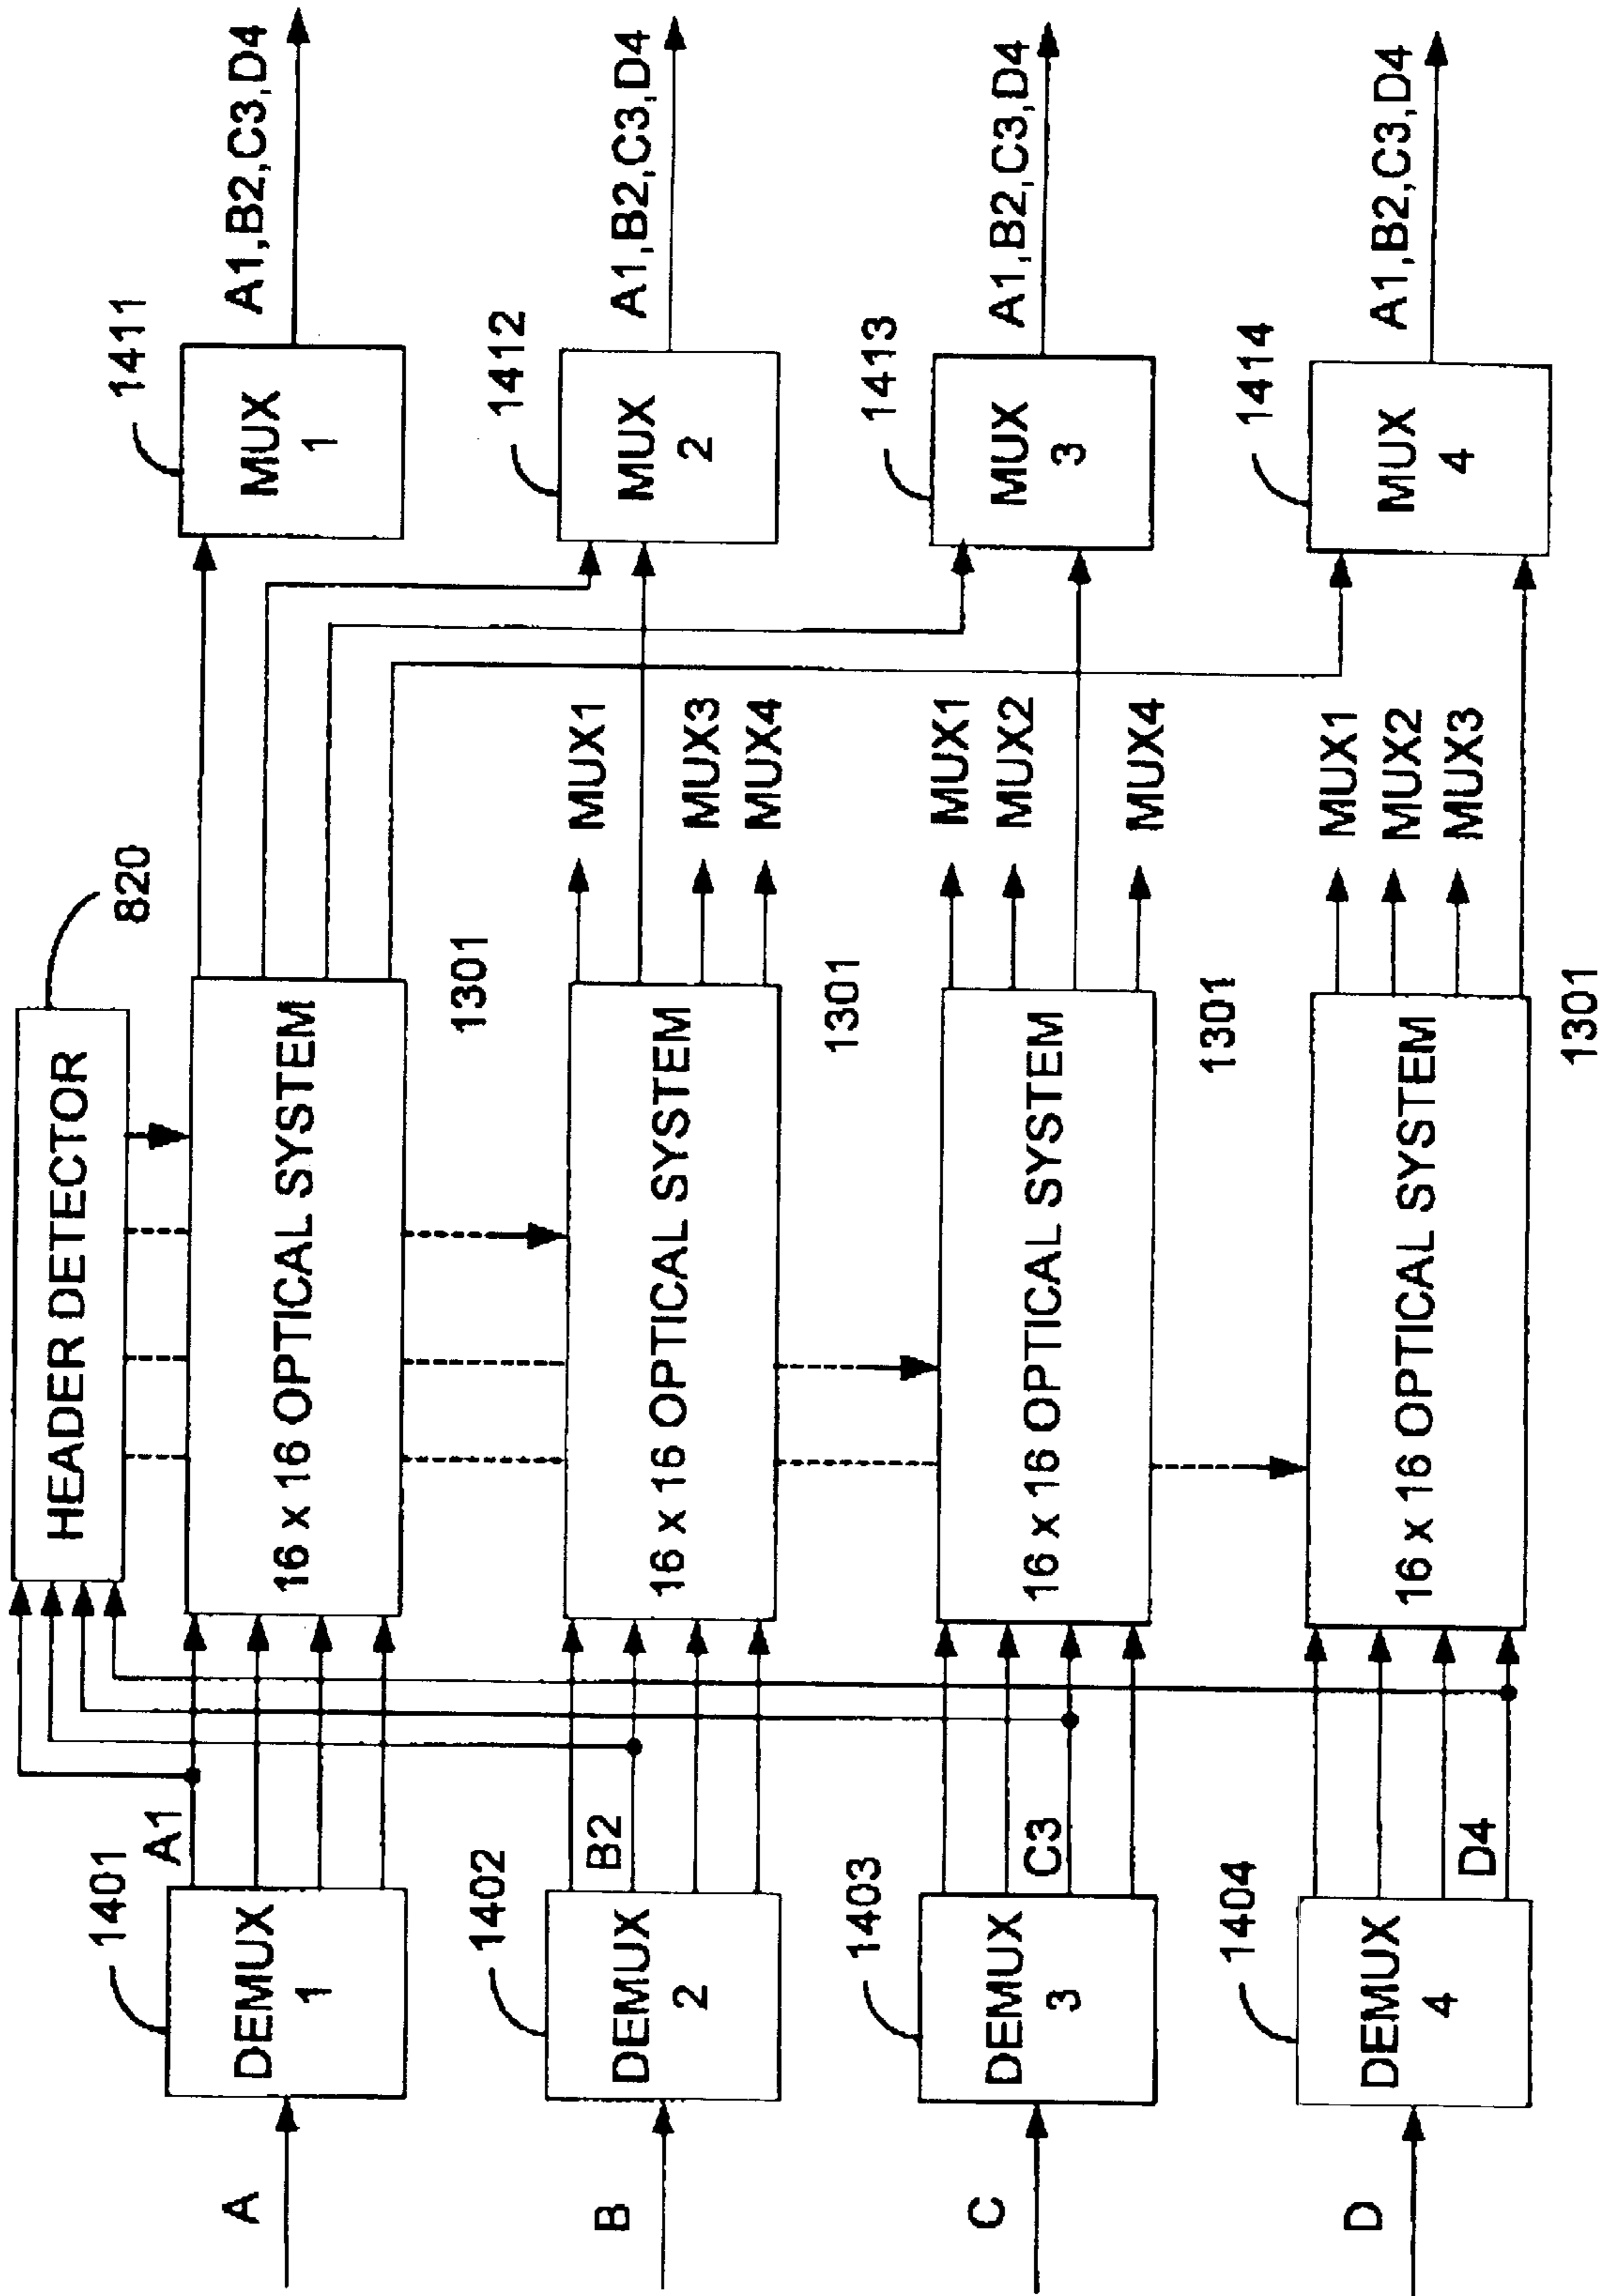 HEADER DETECTOR
820
A
1401
DEMUX
1
A1
16 x 16 OPTICAL SYSTEM
1301
1411
MUX
1
A1,B2,C3,D4
B
1402
DEMUX
2
B2
16 x 16 OPTICAL SYSTEM
1301
MUX1
MUX3
MUX4
1412
MUX
2
A1,B2,C3,D4
C
1403
DEMUX
3
C3
16 x 16 OPTICAL SYSTEM
1301
MUX1
MUX2
MUX4
1413
MUX
3
A1,B2,C3,D4
D
1404
DEMUX
4
D4
16 x 16 OPTICAL SYSTEM
1301
MUX1
MUX2
MUX3
1414
MUX
4
A1,B2,C3,D4